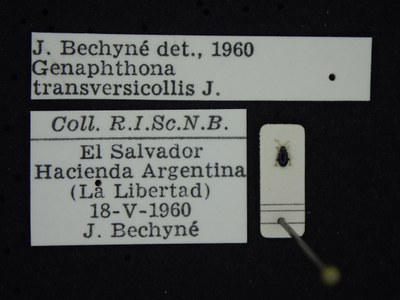 J. Bechyné det., 1960
Genaphthona
transversicollis J.
Coll. R.I.Sc.N.B.
El Salvador
Hacienda Argentina
(La Libertad)
18-V-1960
J. Bechyné